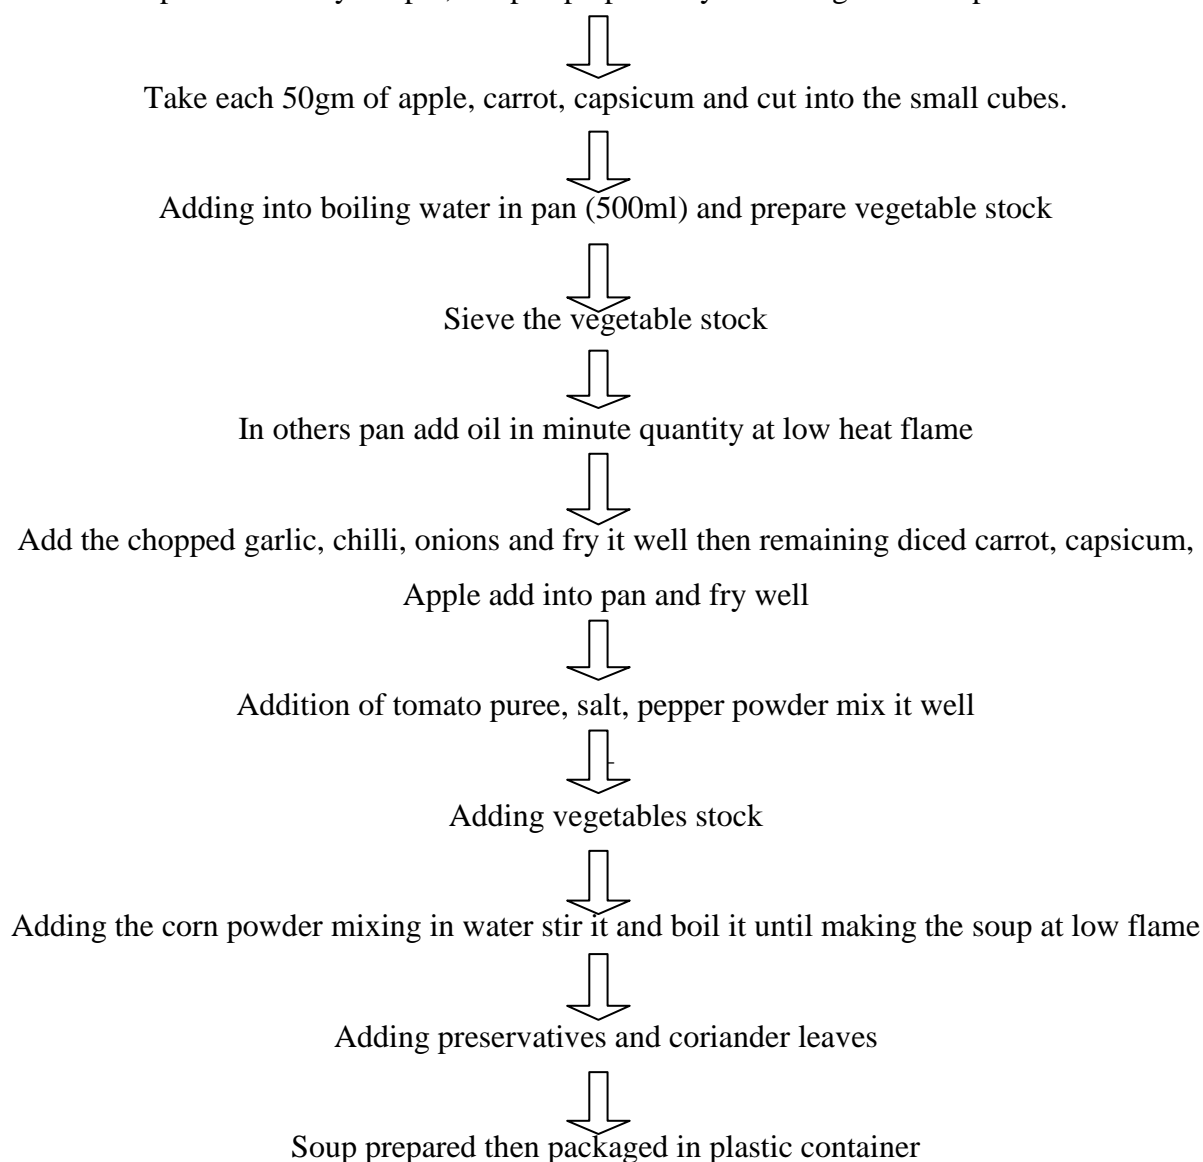 Take each 50gm of apple, carrot, capsicum and cut into the small cubes.
Adding into boiling water in pan (500ml) and prepare vegetable stock
Sieve the vegetable stock
In others pan add oil in minute quantity at low heat flame
Add the chopped garlic, chilli, onions and fry it well then remaining diced carrot, capsicum,
Apple add into pan and fry well
Addition of tomato puree, salt, pepper powder mix it well
Adding vegetables stock
Adding the corn powder mixing in water stir it and boil it until making the soup at low flame
Adding preservatives and coriander leaves
Soup prepared then packaged in plastic container